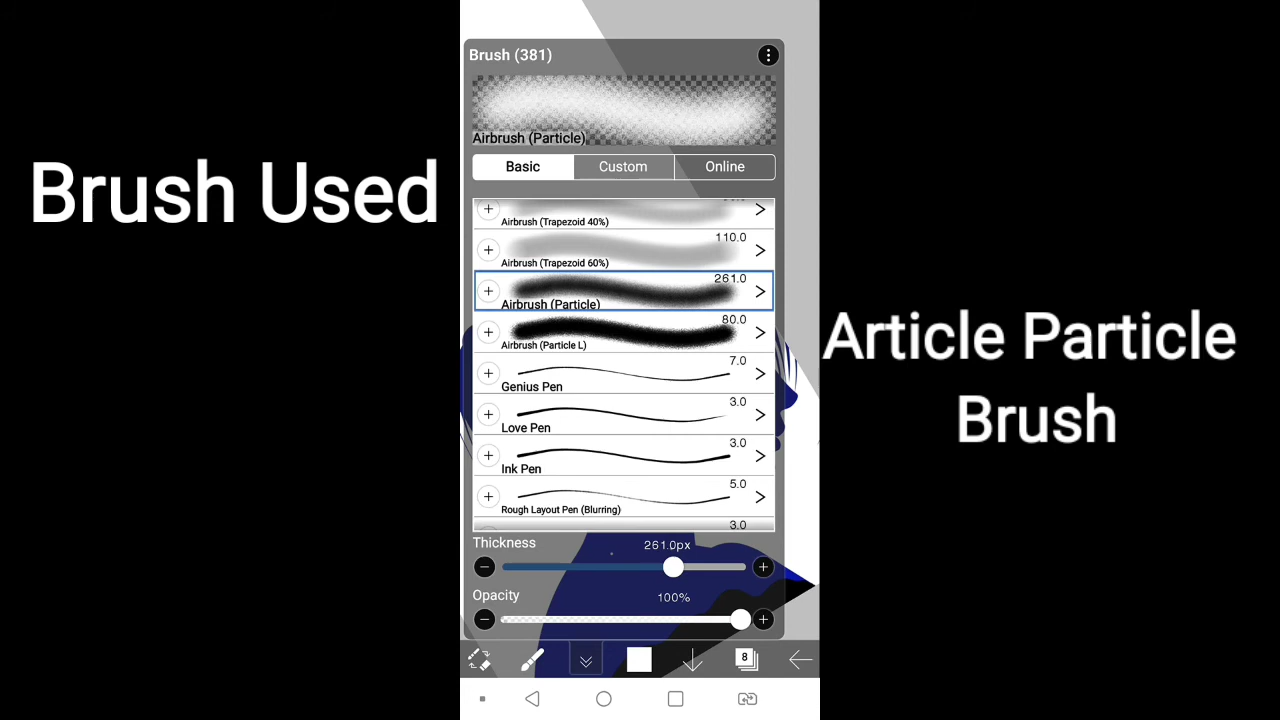 Brush Used
Brush (381)
Airbrush (Particle)
Basic Custom Online
Airbrush (Trapezoid 40%)
110.0
Airbrush (Trapezoid 60%)
261.0
Airbrush (Particle)
80.0
Airbrush (Particle L)
7.0
Genius Pen
3.0
Love Pen
3.0
Ink Pen
5.0
Rough Layout Pen (Blurring)
3.0
Thickness 261.0px
Opacity 100%
8
Article Particle
Brush